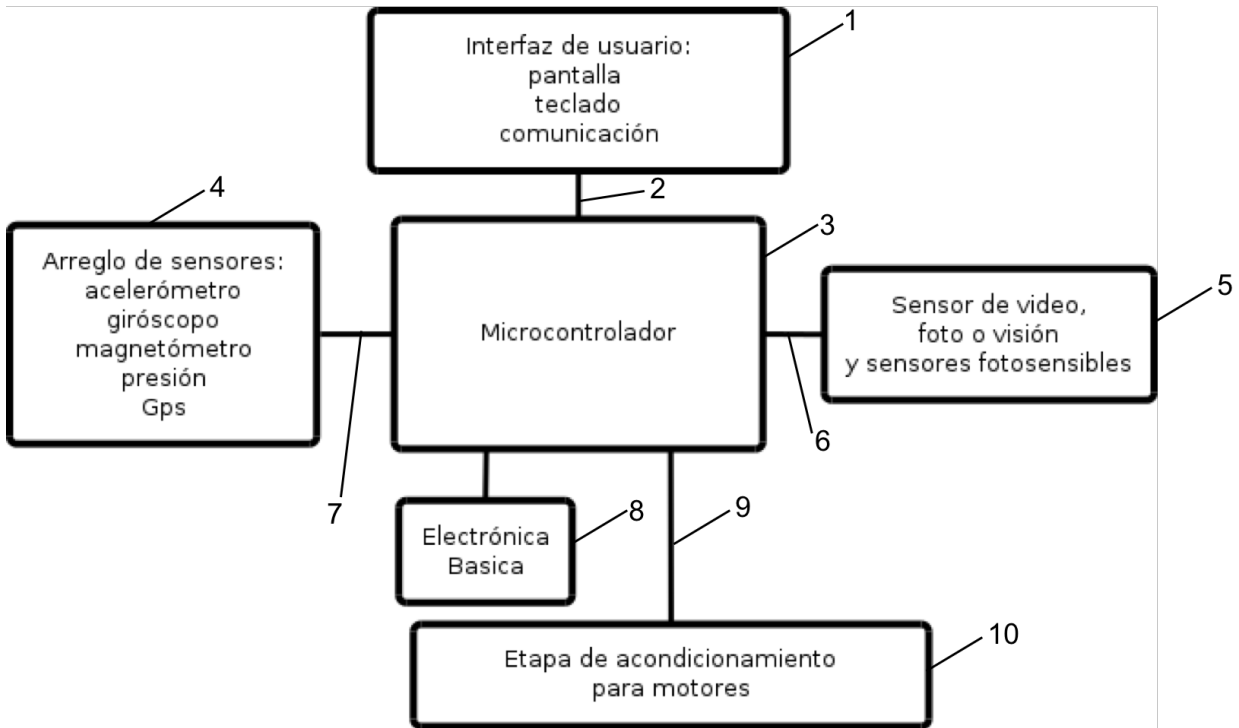 1
Interfaz de usuario:
pantalla
teclado
comunicación
2
3
Microcontrolador
4
Arreglo de sensores:
acelerómetro
giróscopo
magnetómetro
presión
Gps
5
Sensor de video,
foto o visión
y sensores fotosensibles
6
7
8
Electrónica
Basica
9
10
Etapa de acondicionamiento
para motores